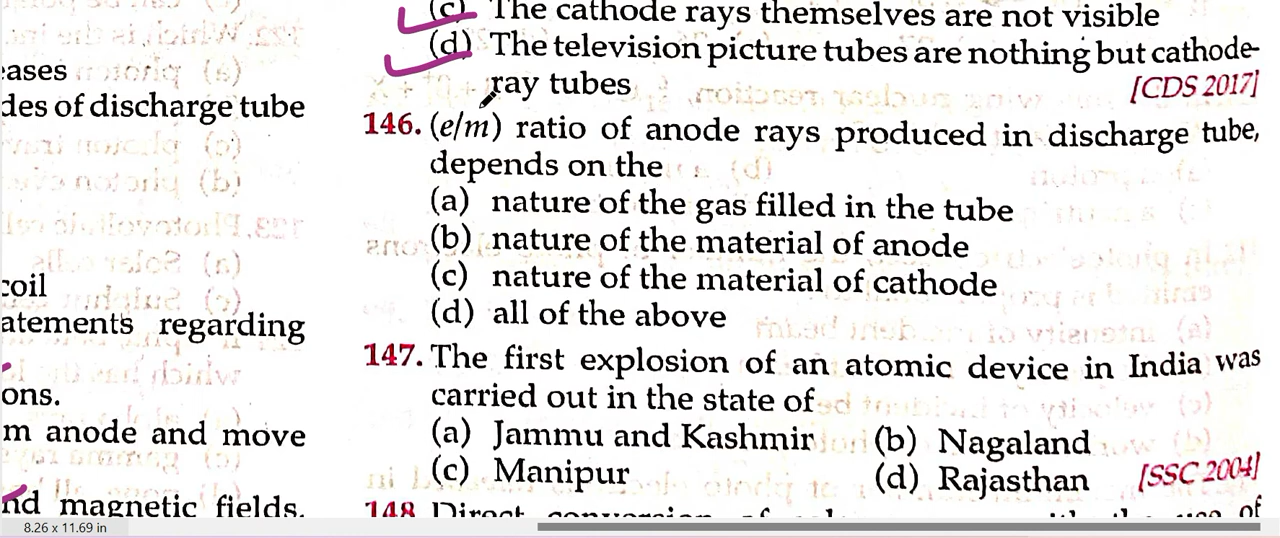 (c) The cathode rays themselves are not visible
(d) The television picture tubes are nothing but cathode-
ray tubes [CDS 2017]
146. (e/m) ratio of anode rays produced in discharge tube,
depends on the
(a) nature of the gas filled in the tube
(b) nature of the material of anode
(c) nature of the material of cathode
(d) all of the above
147. The first explosion of an atomic device in India was
carried out in the state of
(a) Jammu and Kashmir (b) Nagaland
(c) Manipur (d) Rajasthan [SSC 2004]
148. Direct
des of discharge tube
coil
atements regarding
ons.
m anode and move
nd magnetic fields.
8.26 x 11.69 in